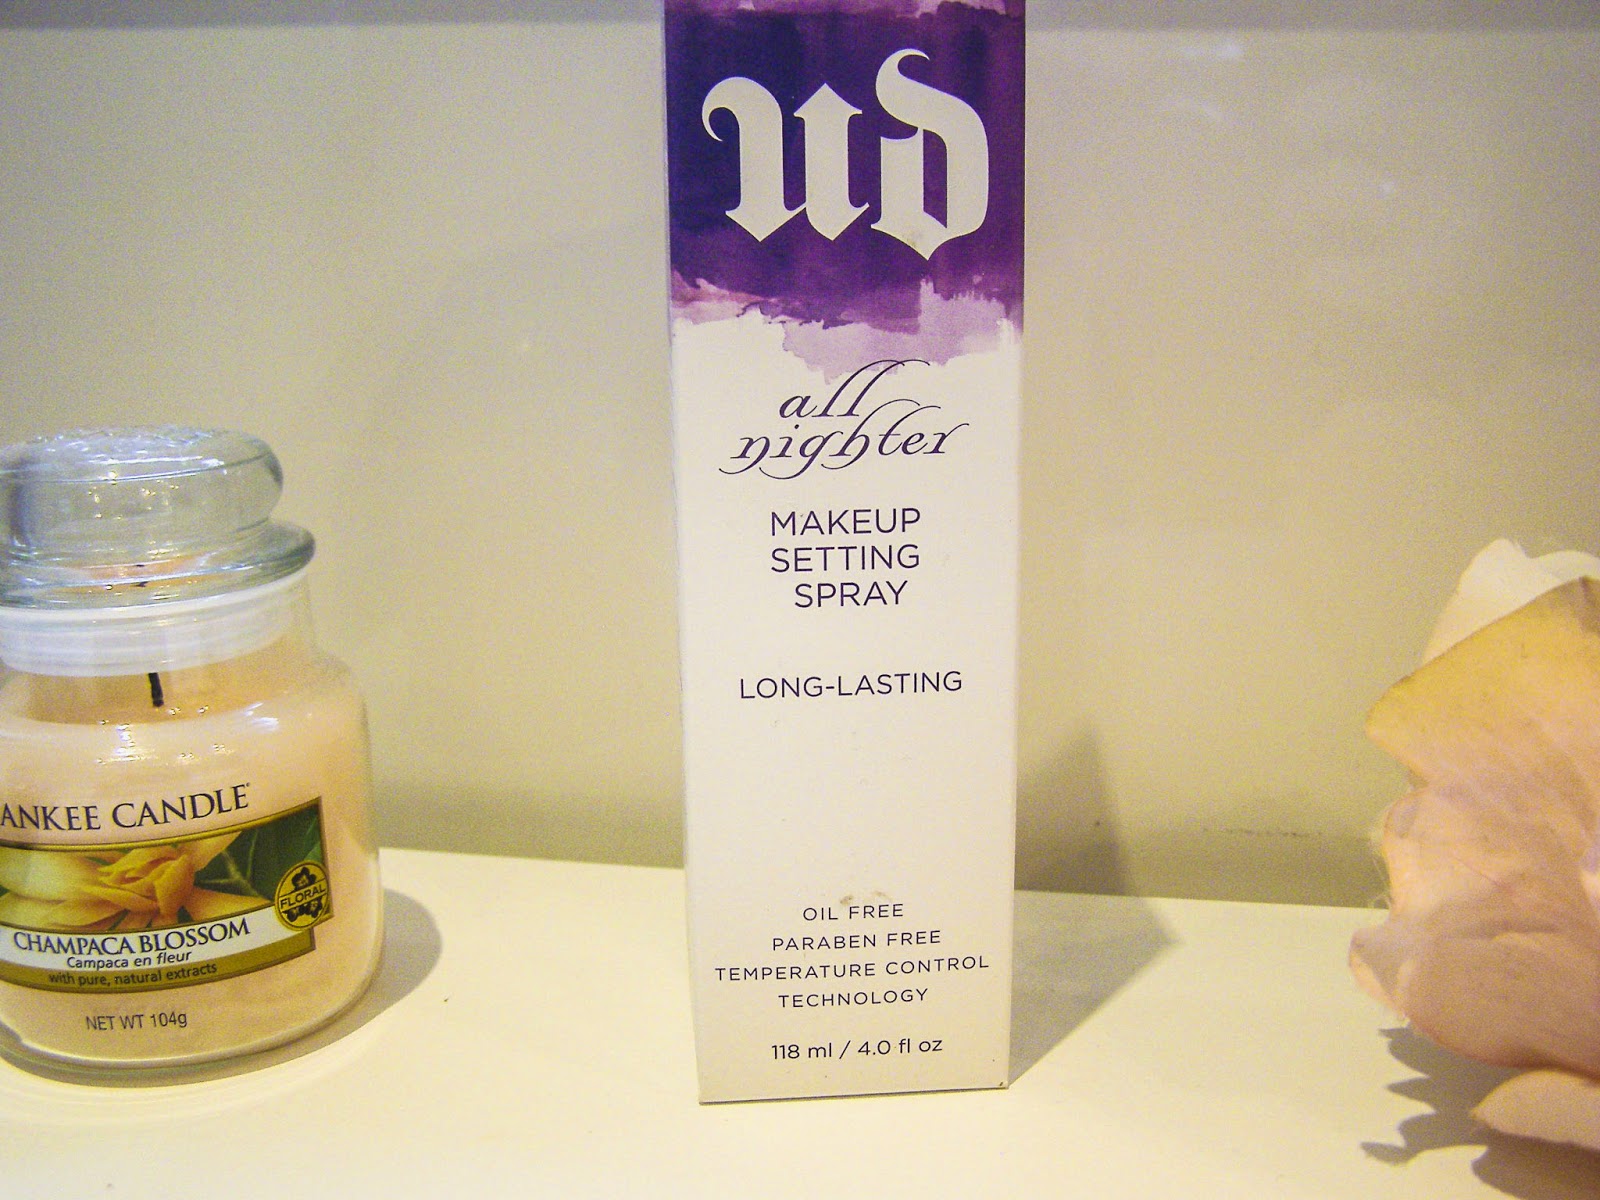 ud
all
nighter
MAKEUP
SETTING
SPRAY
LONG-LASTING
OIL FREE
PARABEN FREE
TEMPERATURE CONTROL
TECHNOLOGY
118 ml / 4.0 fl oz
ANKEE CANDLE
FLORAL
CHAMPACA BLOSSOM
Campaca en fleur
with pure, natural extracts
NET WT 104g